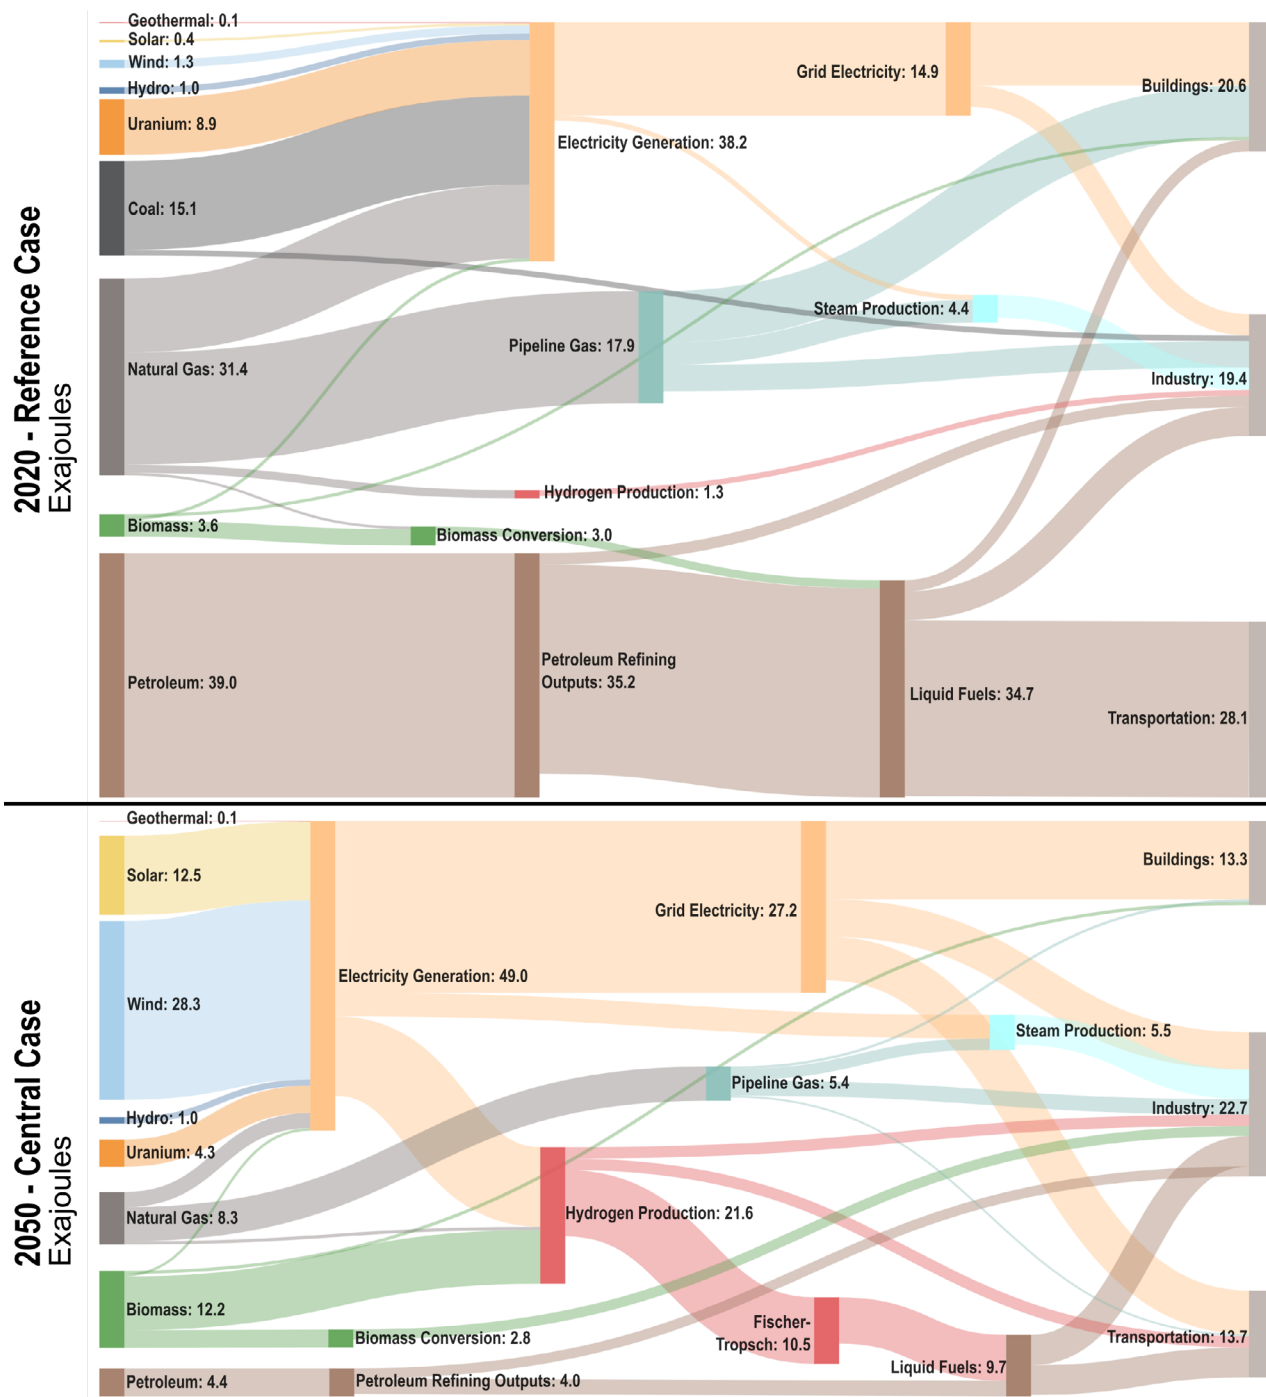 2020 - Reference Case
Exajoules
Geothermal: 0.1
Solar: 0.4
Wind: 1.3
Hydro: 1.0
Uranium: 8.9
Coal: 15.1
Natural Gas: 31.4
Biomass: 3.6
Petroleum: 39.0
Electricity Generation: 38.2
Grid Electricity: 14.9
Buildings: 20.6
Steam Production: 4.4
Pipeline Gas: 17.9
Industry: 19.4
Hydrogen Production: 1.3
Biomass Conversion: 3.0
Petroleum Refining
Outputs: 35.2
Liquid Fuels: 34.7
Transportation: 28.1
2050 - Central Case
Exajoules
Geothermal: 0.1
Solar: 12.5
Wind: 28.3
Hydro: 1.0
Uranium: 4.3
Natural Gas: 8.3
Biomass: 12.2
Petroleum: 4.4
Electricity Generation: 49.0
Grid Electricity: 27.2
Buildings: 13.3
Steam Production: 5.5
Pipeline Gas: 5.4
Industry: 22.7
Hydrogen Production: 21.6
Biomass Conversion: 2.8
Fischer-
Tropsch: 10.5
Petroleum Refining Outputs: 4.0
Liquid Fuels: 9.7
Transportation: 13.7